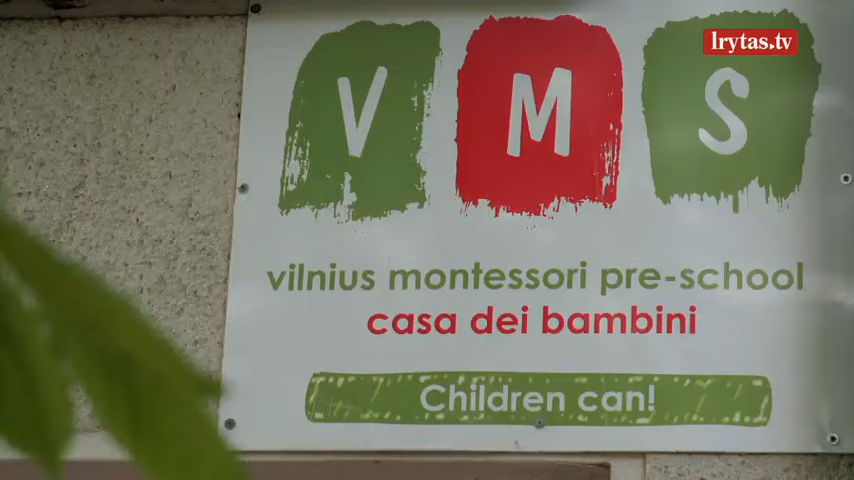 lrytas.tv
V M S
vilnius montessori pre-school
casa dei bambini
Children can!